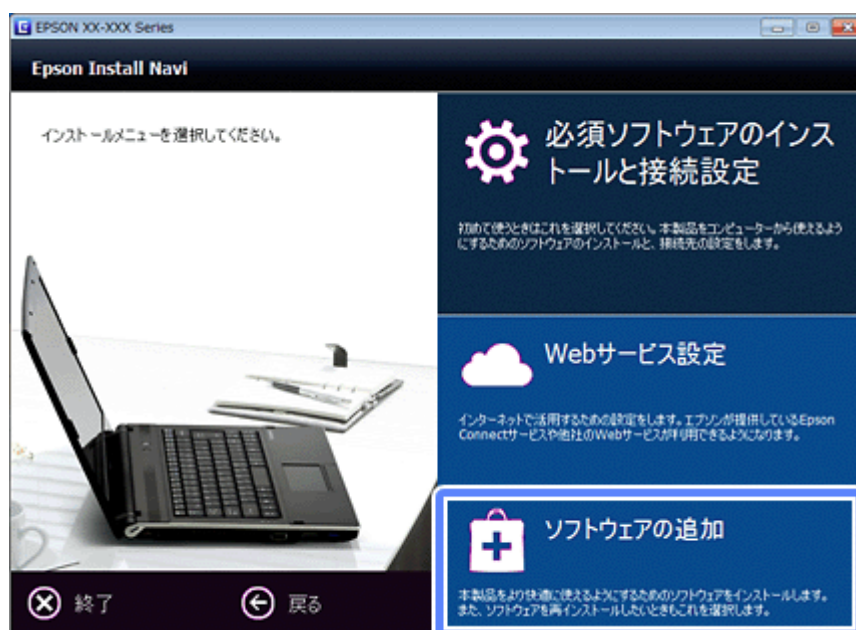 EPSON XX-XXX Series
Epson Install Navi
インストールメニューを選択してください。
必須ソフトウェアのインス
トールと接続設定
初めて使うときはこれを選択してください。本製品をコンピューターから使えるよう
にするためのソフトウェアのインストールと、接続先の設定をします。
Webサービス設定
インターネットで活用するための設定をします。エプソンが提供しているEpson
Connectサービスや他社のWebサービスが利用できるようになります。
ソフトウェアの追加
本製品をより快適に使えるようにするためのソフトウェアをインストールします。
また、ソフトウェアを再インストールしたいときもこれを選択します。
終了
戻る